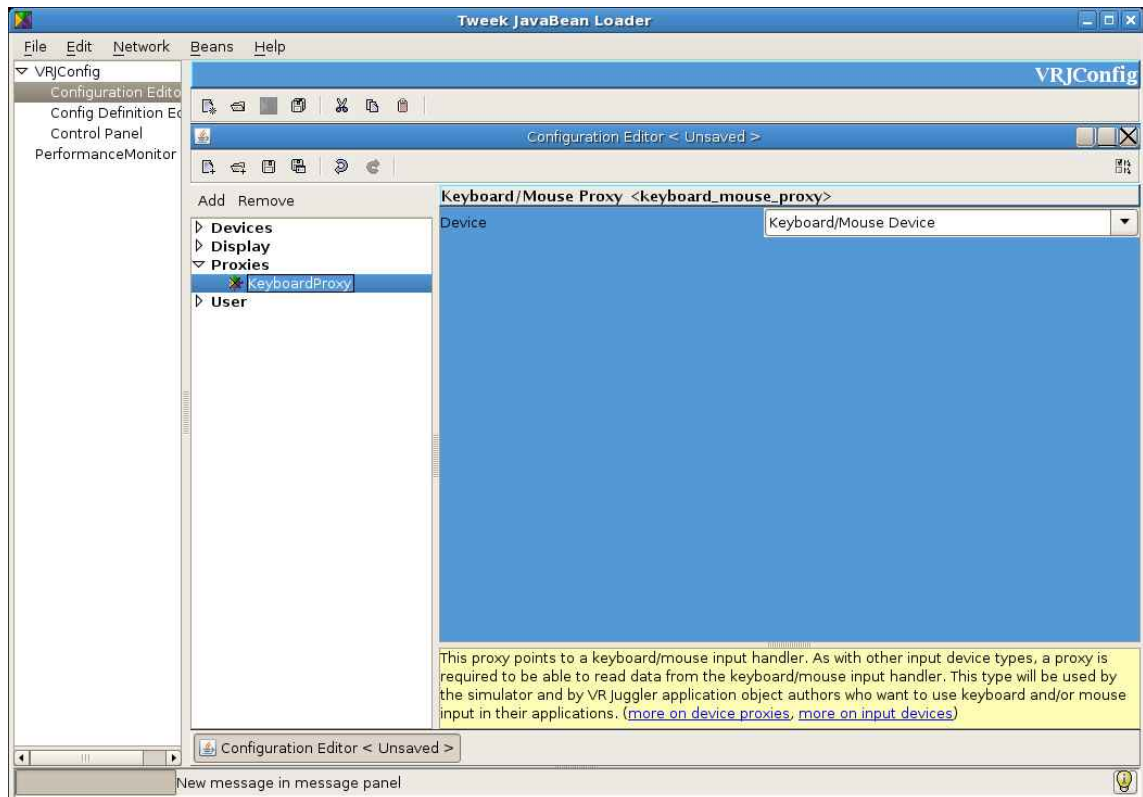 Tweek JavaBean Loader
File Edit Network Beans Help
VRJConfig
Configuration Edito
Config Definition Ed
Control Panel
PerformanceMonitor
VRJConfig
Configuration Editor < Unsaved >
Add Remove
Devices
Display
Proxies
KeyboardProxy
User
Keyboard/Mouse Proxy <keyboard_mouse_proxy>
Device
Keyboard/Mouse Device
This proxy points to a keyboard/mouse input handler. As with other input device types, a proxy is
required to be able to read data from the keyboard/mouse input handler. This type will be used by
the simulator and by VR Juggler application object authors who want to use keyboard and/or mouse
input in their applications. (more on device proxies, more on input devices)
Configuration Editor < Unsaved >
New message in message panel